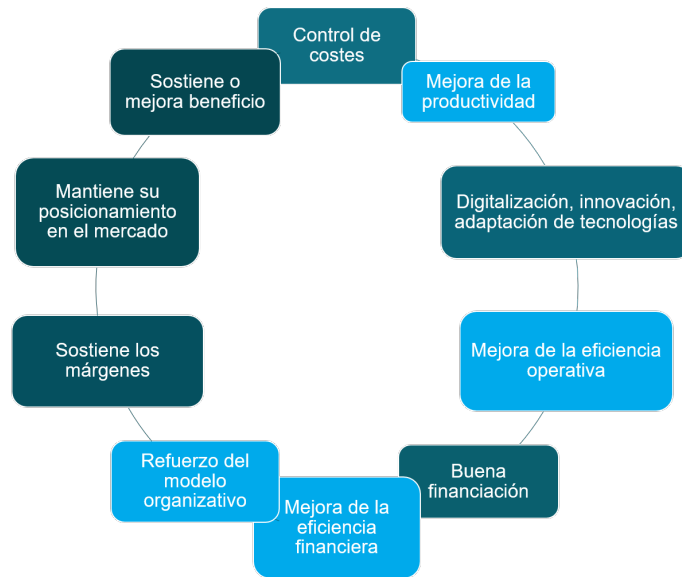 Control de
costes
Mejora de la
productividad
Digitalización, innovación,
adaptación de tecnologías
Mejora de la eficiencia
operativa
Buena
financiación
Mejora de la
eficiencia
financiera
Refuerzo del
modelo
organizativo
Sostiene los
márgenes
Mantiene su
posicionamiento
en el mercado
Sostiene o
mejora beneficio